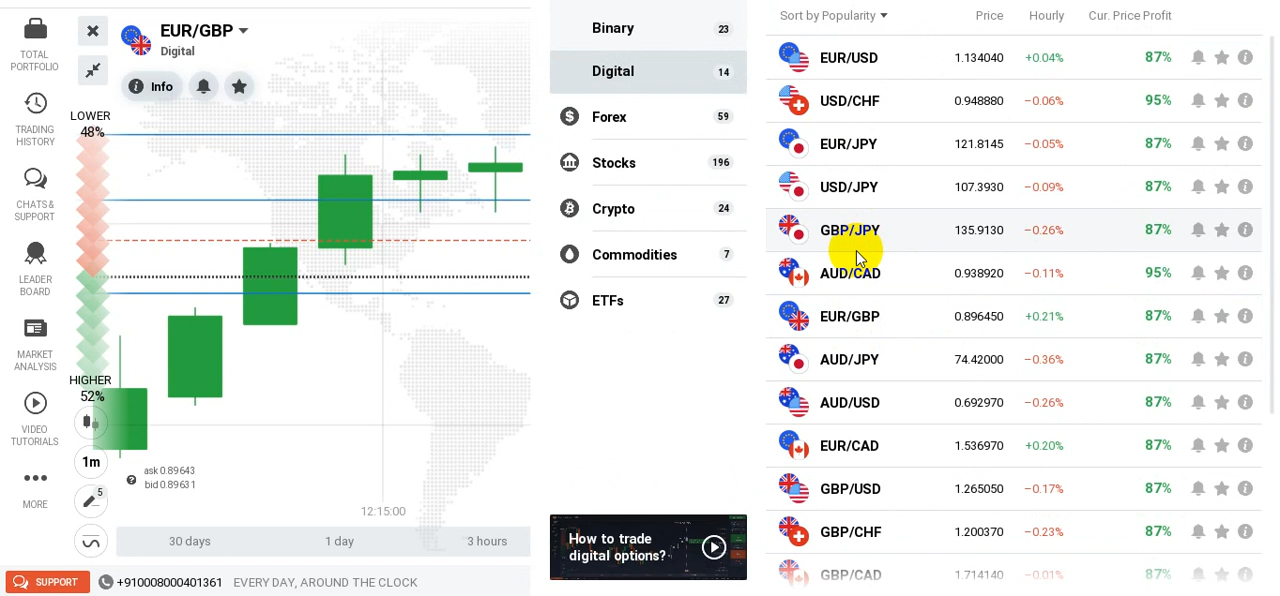 EUR/GBP
Digital
Info
TOTAL
PORTFOLIO
TRADING
HISTORY
CHATS &
SUPPORT
LEADER
BOARD
MARKET
ANALYSIS
VIDEO
TUTORIALS
MORE
LOWER
48%
HIGHER
52%
1m
5
ask 0.89643
bid 0.89631
12:15:00
30 days
1 day
3 hours
SUPPORT
+910008000401361 EVERY DAY, AROUND THE CLOCK
Binary 23
Digital 14
Forex 59
Stocks 196
Crypto 24
Commodities 7
ETFs 27
How to trade
digital options?
Sort by Popularity Price Hourly Cur. Price Profit
EUR/USD 1.134040 +0.04% 87%
USD/CHF 0.948880 −0.06% 95%
EUR/JPY 121.8145 −0.05% 87%
USD/JPY 107.3930 −0.09% 87%
GBP/JPY 135.9130 −0.26% 87%
AUD/CAD 0.938920 −0.11% 95%
EUR/GBP 0.896450 +0.21% 87%
AUD/JPY 74.42000 −0.36% 87%
AUD/USD 0.692970 −0.26% 87%
EUR/CAD 1.536970 +0.20% 87%
GBP/USD 1.265050 −0.17% 87%
GBP/CHF 1.200370 −0.23% 87%
GBP/CAD 1.714140 −0.01% 87%